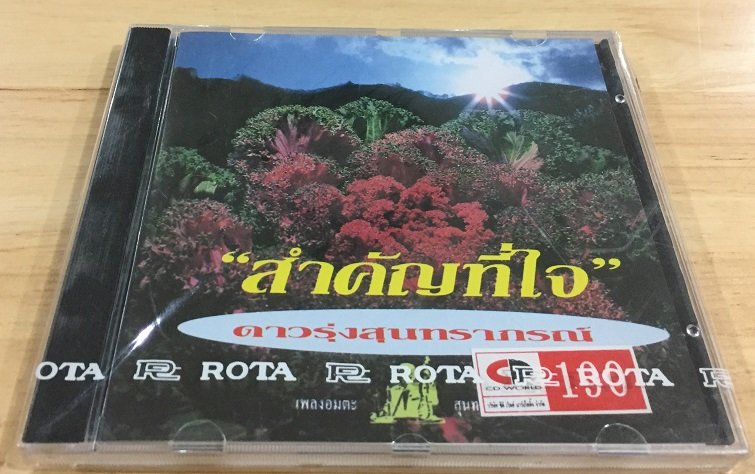 “สำคัญที่ใจ”
ดาวรุ่งสุนทราภรณ์
ROTA ROTA ROTA ROTA
CD WORLD
190
เพลงอมตะ